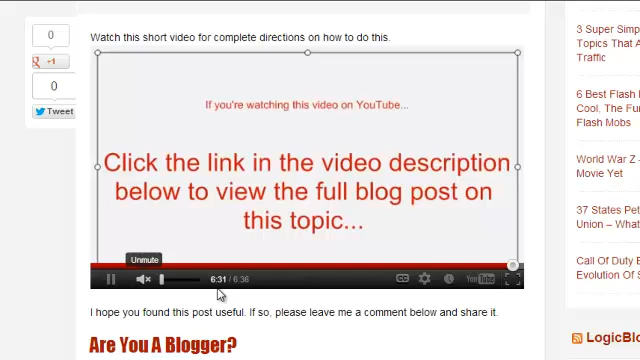 0
+1
0
Tweet
Watch this short video for complete directions on how to do this.
If you're watching this video on YouTube...
Click the link in the video description
below to view the full blog post on
this topic...
Unmute
6:31 / 6:36
CC
YouTube
I hope you found this post useful. If so, please leave me a comment below and share it.
Are You A Blogger?
3 Super Simp
Topics That A
Traffic
6 Best Flash
Cool, The Fun
Flash Mobs
World War Z –
Movie Yet
37 States Pet
Union – What
Call Of Duty
Evolution Of S
LogicBlo